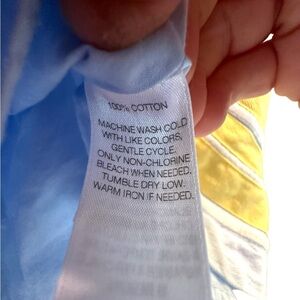 100% COTTON
MACHINE WASH COLD
WITH LIKE COLORS,
GENTLE CYCLE.
ONLY NON-CHLORINE
BLEACH WHEN NEEDED.
TUMBLE DRY LOW.
WARM IRON IF NEEDED.